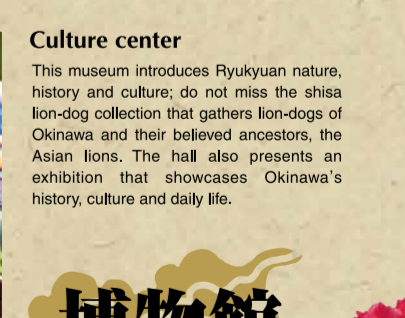 Culture center
This museum introduces Ryukyuan nature,
history and culture; do not miss the shisa
lion-dog collection that gathers lion-dogs of
Okinawa and their believed ancestors, the
Asian lions. The hall also presents an
exhibition that showcases Okinawa's
history, culture and daily life.
博物館